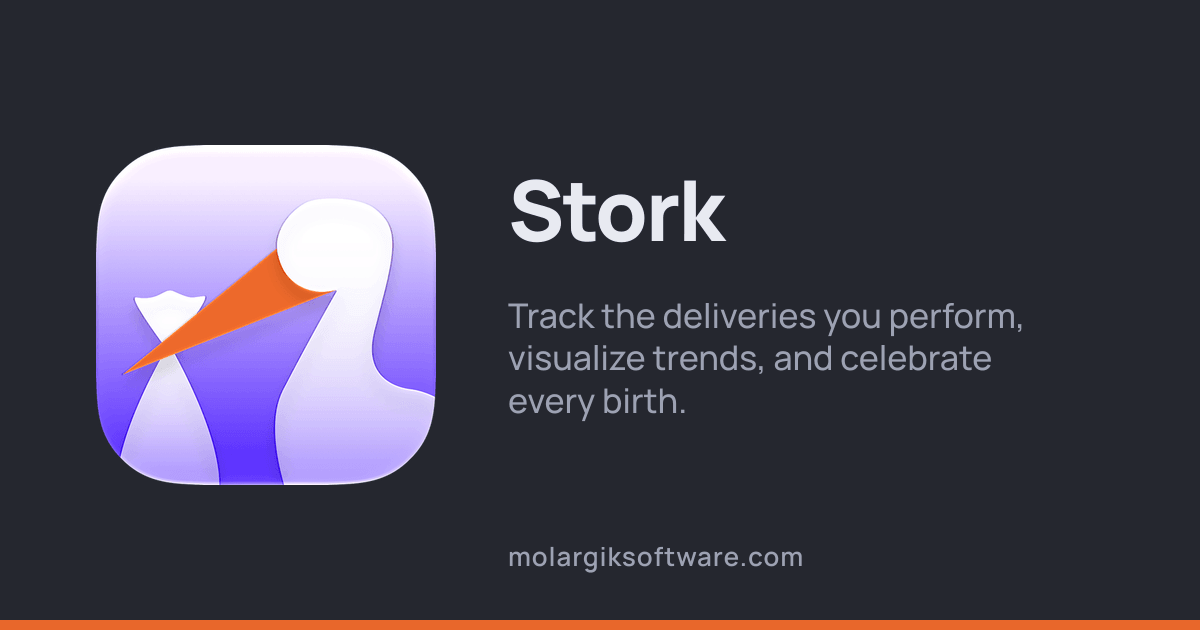 Stork
Track the deliveries you perform,
visualize trends, and celebrate
every birth.
molargiksoftware.com